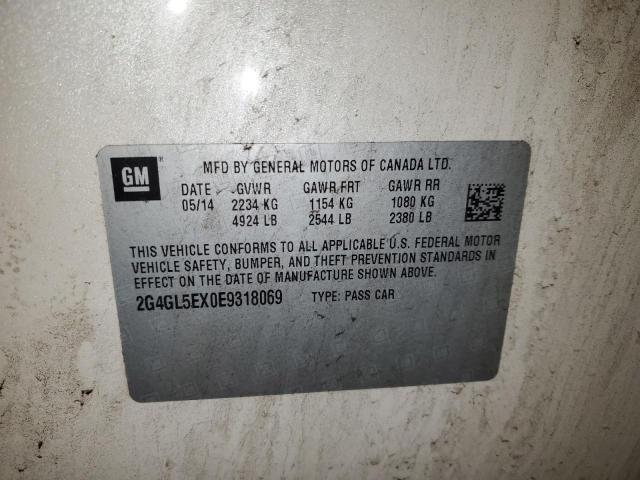 GM
MFD BY GENERAL MOTORS OF CANADA LTD.
DATE GVWR GAWR FRT GAWR RR
05/14 2234 KG 1154 KG 1080 KG
4924 LB 2544 LB 2380 LB
THIS VEHICLE CONFORMS TO ALL APPLICABLE U.S. FEDERAL MOTOR
VEHICLE SAFETY, BUMPER, AND THEFT PREVENTION STANDARDS IN
EFFECT ON THE DATE OF MANUFACTURE SHOWN ABOVE.
2G4GL5EX0E9318069 TYPE: PASS CAR